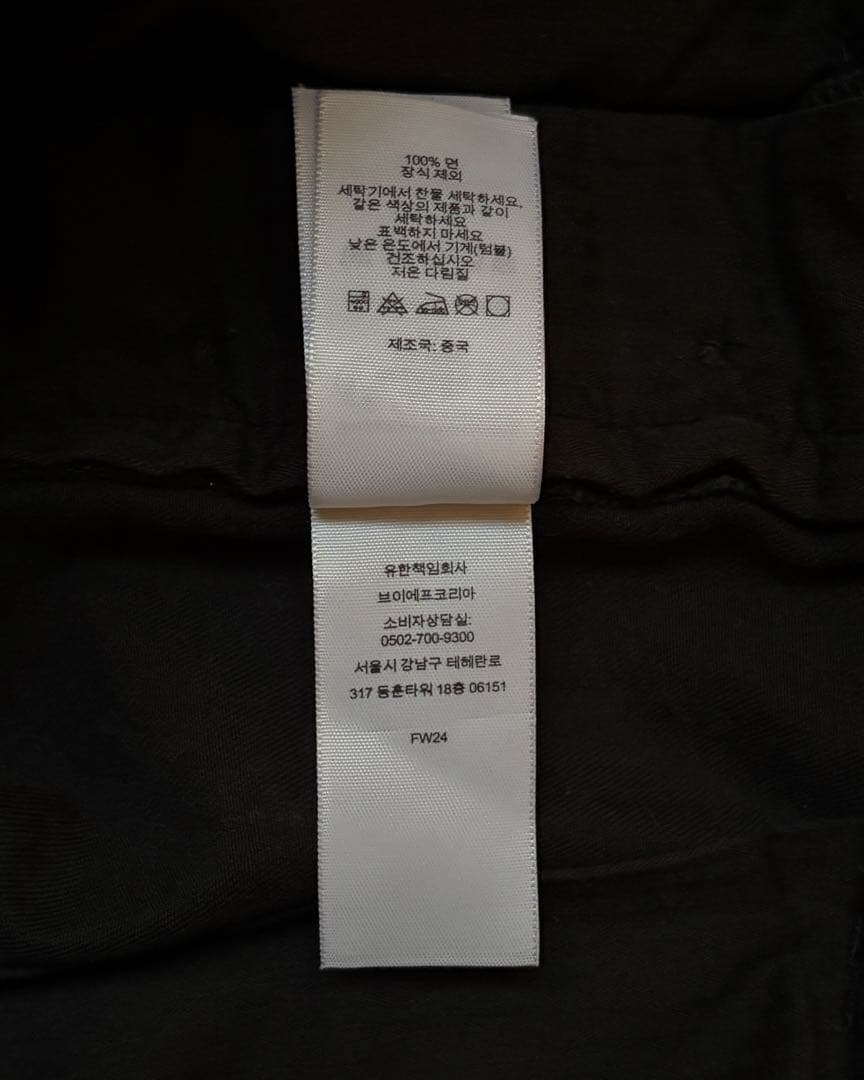 100% 면
장식 제외
세탁기에서 찬물 세탁하세요,
같은 색상의 제품과 같이
세탁하세요
표백하지 마세요
낮은 온도에서 기계(텀블)
건조하십시오
저온 다림질
제조국: 중국
유한책임회사
브이에프코리아
소비자상담실:
0502-700-9300
서울시 강남구 테헤란로
317 동훈타워 18층 06151
FW24